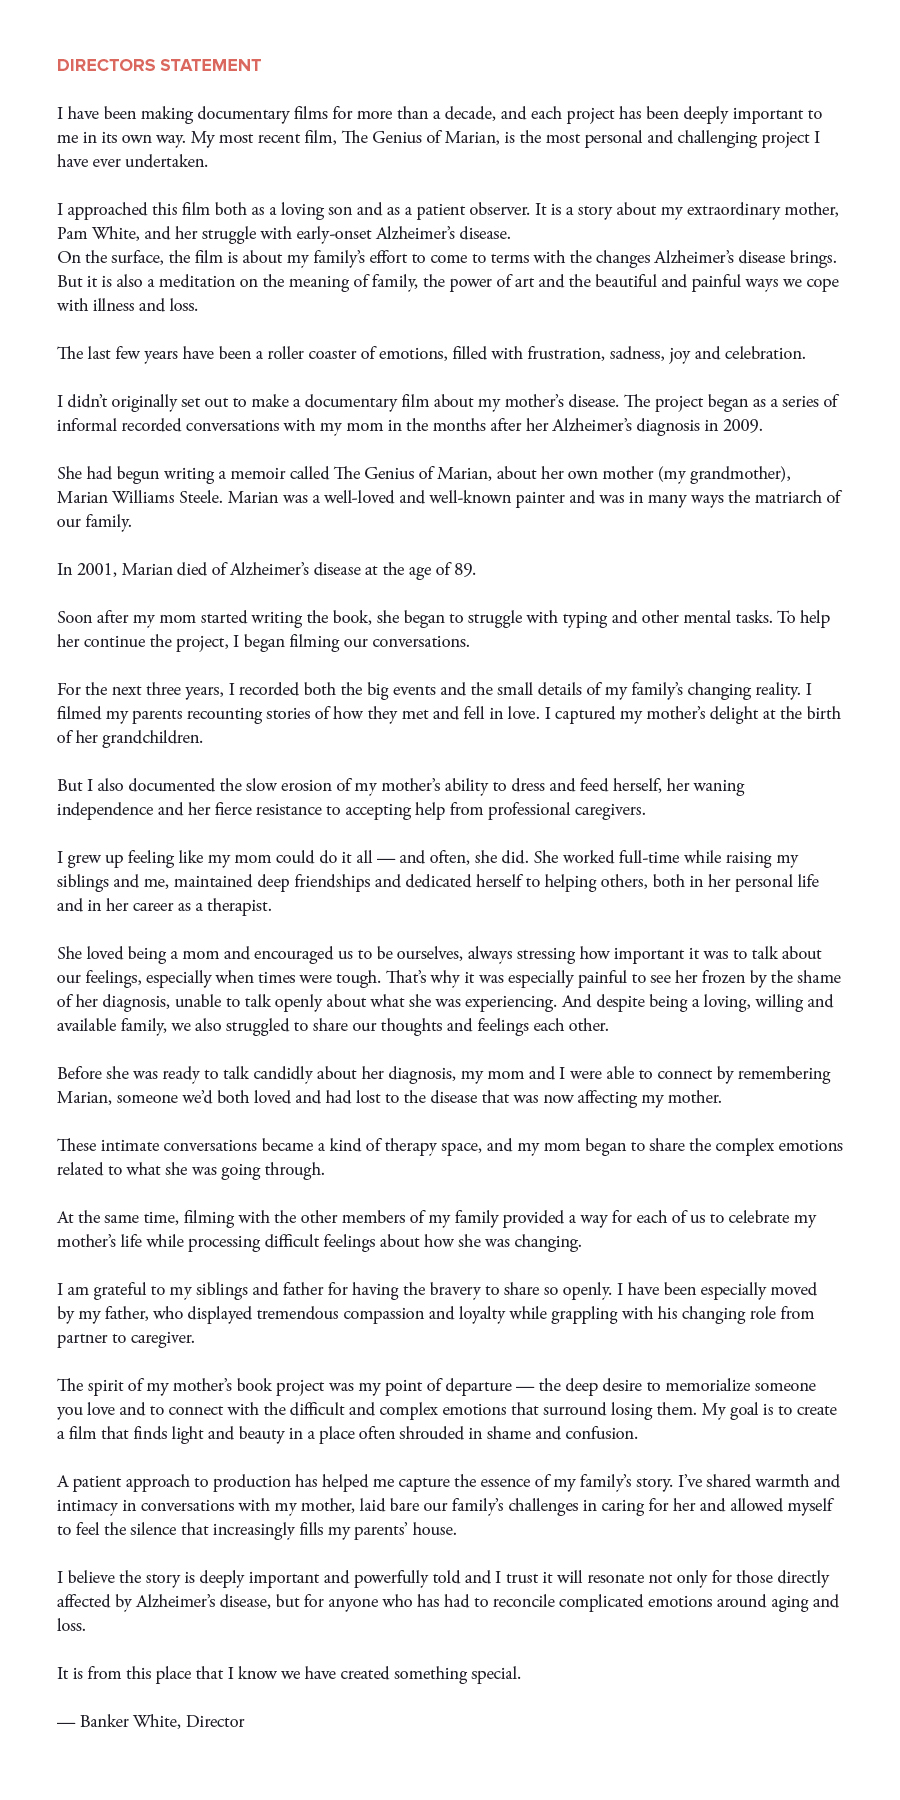 DIRECTORS STATEMENT
I have been making documentary films for more than a decade, and each project has been deeply important to
me in its own way. My most recent film, The Genius of Marian, is the most personal and challenging project I
have ever undertaken.
I approached this film both as a loving son and as a patient observer. It is a story about my extraordinary mother,
Pam White, and her struggle with early-onset Alzheimer’s disease.
On the surface, the film is about my family’s effort to come to terms with the changes Alzheimer’s disease brings.
But it is also a meditation on the meaning of family, the power of art and the beautiful and painful ways we cope
with illness and loss.
The last few years have been a roller coaster of emotions, filled with frustration, sadness, joy and celebration.
I didn’t originally set out to make a documentary film about my mother’s disease. The project began as a series of
informal recorded conversations with my mom in the months after her Alzheimer’s diagnosis in 2009.
She had begun writing a memoir called The Genius of Marian, about her own mother (my grandmother),
Marian Williams Steele. Marian was a well-loved and well-known painter and was in many ways the matriarch of
our family.
In 2001, Marian died of Alzheimer’s disease at the age of 89.
Soon after my mom started writing the book, she began to struggle with typing and other mental tasks. To help
her continue the project, I began filming our conversations.
For the next three years, I recorded both the big events and the small details of my family’s changing reality. I
filmed my parents recounting stories of how they met and fell in love. I captured my mother’s delight at the birth
of her grandchildren.
But I also documented the slow erosion of my mother’s ability to dress and feed herself, her waning
independence and her fierce resistance to accepting help from professional caregivers.
I grew up feeling like my mom could do it all — and often, she did. She worked full-time while raising my
siblings and me, maintained deep friendships and dedicated herself to helping others, both in her personal life
and in her career as a therapist.
She loved being a mom and encouraged us to be ourselves, always stressing how important it was to talk about
our feelings, especially when times were tough. That’s why it was especially painful to see her frozen by the shame
of her diagnosis, unable to talk openly about what she was experiencing. And despite being a loving, willing and
available family, we also struggled to share our thoughts and feelings each other.
Before she was ready to talk candidly about her diagnosis, my mom and I were able to connect by remembering
Marian, someone we’d both loved and had lost to the disease that was now affecting my mother.
These intimate conversations became a kind of therapy space, and my mom began to share the complex emotions
related to what she was going through.
At the same time, filming with the other members of my family provided a way for each of us to celebrate my
mother’s life while processing difficult feelings about how she was changing.
I am grateful to my siblings and father for having the bravery to share so openly. I have been especially moved
by my father, who displayed tremendous compassion and loyalty while grappling with his changing role from
partner to caregiver.
The spirit of my mother’s book project was my point of departure — the deep desire to memorialize someone
you love and to connect with the difficult and complex emotions that surround losing them. My goal is to create
a film that finds light and beauty in a place often shrouded in shame and confusion.
A patient approach to production has helped me capture the essence of my family’s story. I’ve shared warmth and
intimacy in conversations with my mother, laid bare our family’s challenges in caring for her and allowed myself
to feel the silence that increasingly fills my parents’ house.
I believe the story is deeply important and powerfully told and I trust it will resonate not only for those directly
affected by Alzheimer’s disease, but for anyone who has had to reconcile complicated emotions around aging and
loss.
It is from this place that I know we have created something special.
— Banker White, Director